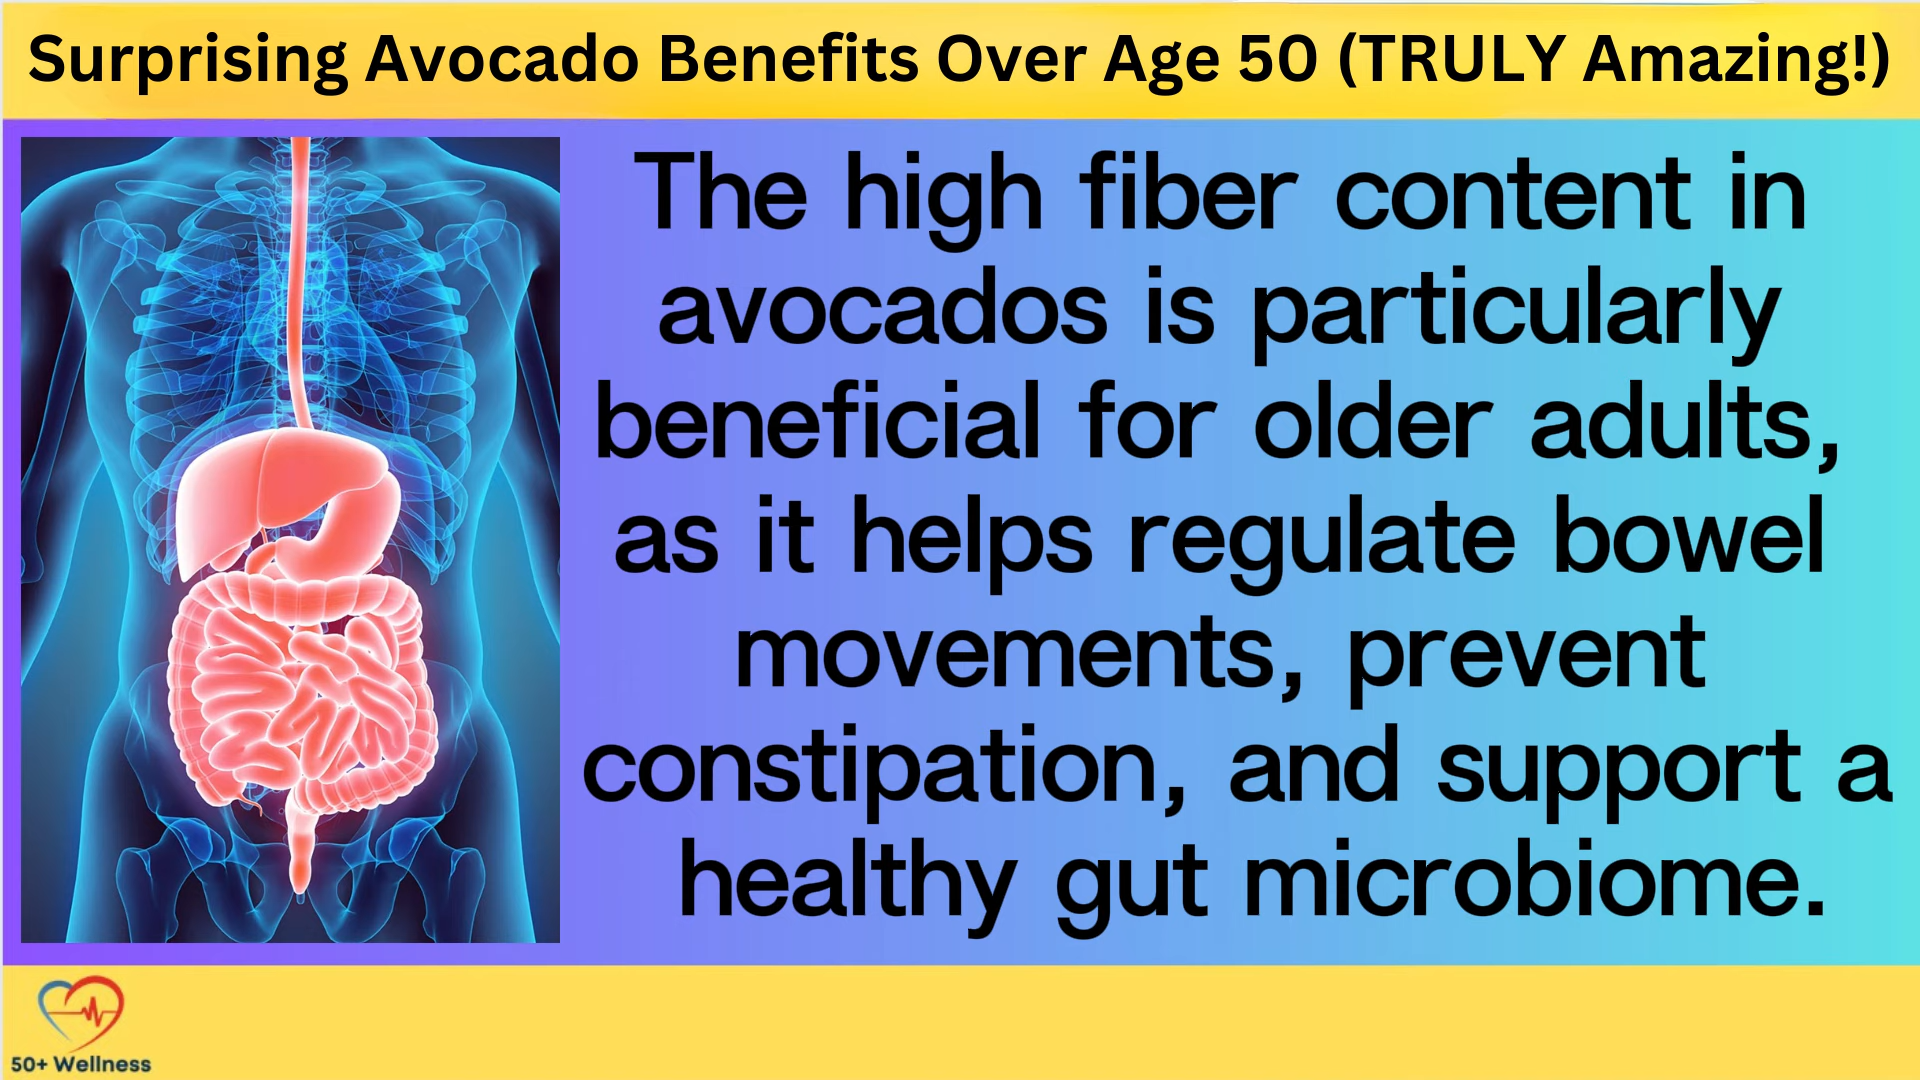 Surprising Avocado Benefits Over Age 50 (TRULY Amazing!)
The high fiber content in
avocados is particularly
beneficial for older adults,
as it helps regulate bowel
movements, prevent
constipation, and support a
healthy gut microbiome.
50+ Wellness